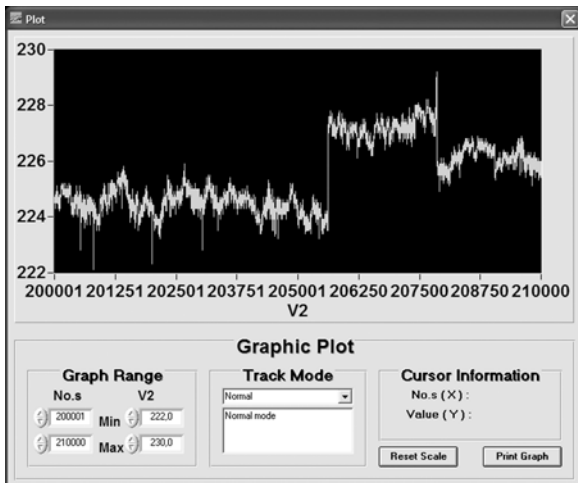 Plot
230
228
226
224
222
200001 201251 202501 203751 205001 206250 207500 208750 210000
V2
Graphic Plot
Graph Range
No.s V2
200001 Min 222,0
210000 Max 230,0
Track Mode
Normal
Normal mode
Cursor Information
No.s ( X ) :
Value ( Y ) :
Reset Scale Print Graph